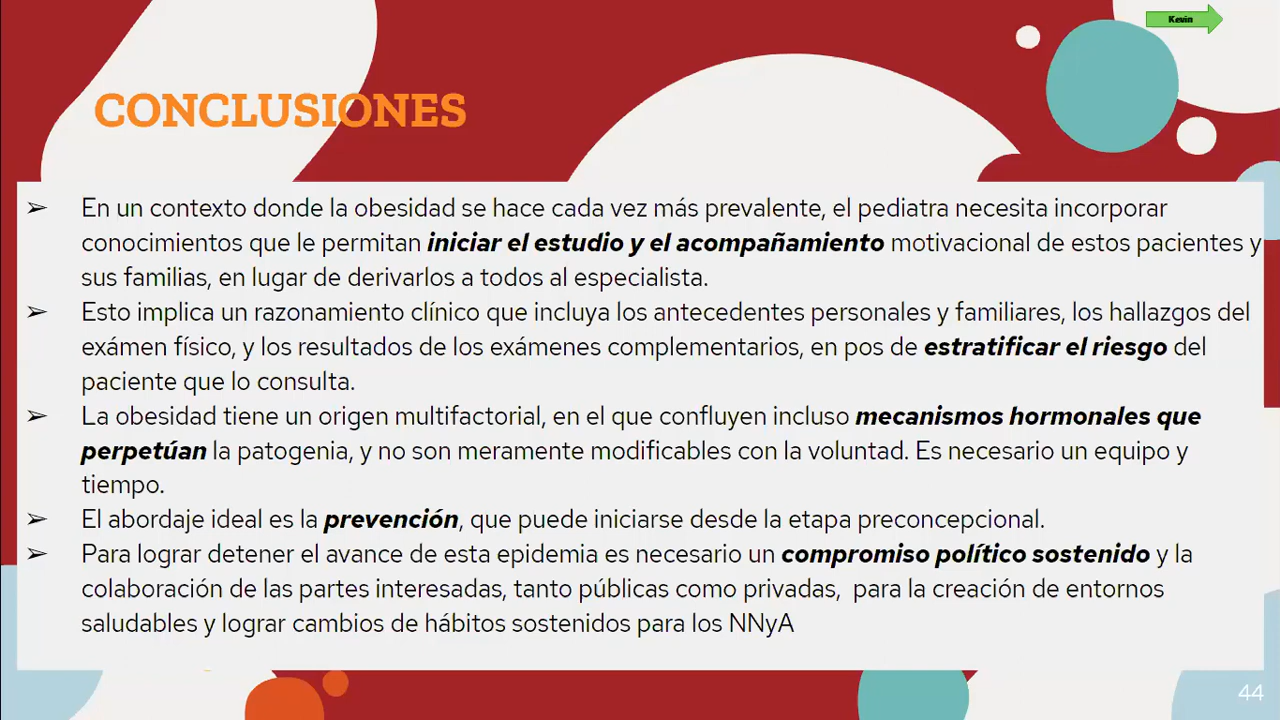 Kevin
CONCLUSIONES
➢ En un contexto donde la obesidad se hace cada vez más prevalente, el pediatra necesita incorporar
conocimientos que le permitan iniciar el estudio y el acompañamiento motivacional de estos pacientes y
sus familias, en lugar de derivarlos a todos al especialista.
➢ Esto implica un razonamiento clínico que incluya los antecedentes personales y familiares, los hallazgos del
exámen físico, y los resultados de los exámenes complementarios, en pos de estratificar el riesgo del
paciente que lo consulta.
➢ La obesidad tiene un origen multifactorial, en el que confluyen incluso mecanismos hormonales que
perpetúan la patogenia, y no son meramente modificables con la voluntad. Es necesario un equipo y
tiempo.
➢ El abordaje ideal es la prevención, que puede iniciarse desde la etapa preconcepcional.
➢ Para lograr detener el avance de esta epidemia es necesario un compromiso político sostenido y la
colaboración de las partes interesadas, tanto públicas como privadas, para la creación de entornos
saludables y lograr cambios de hábitos sostenidos para los NNyA
44